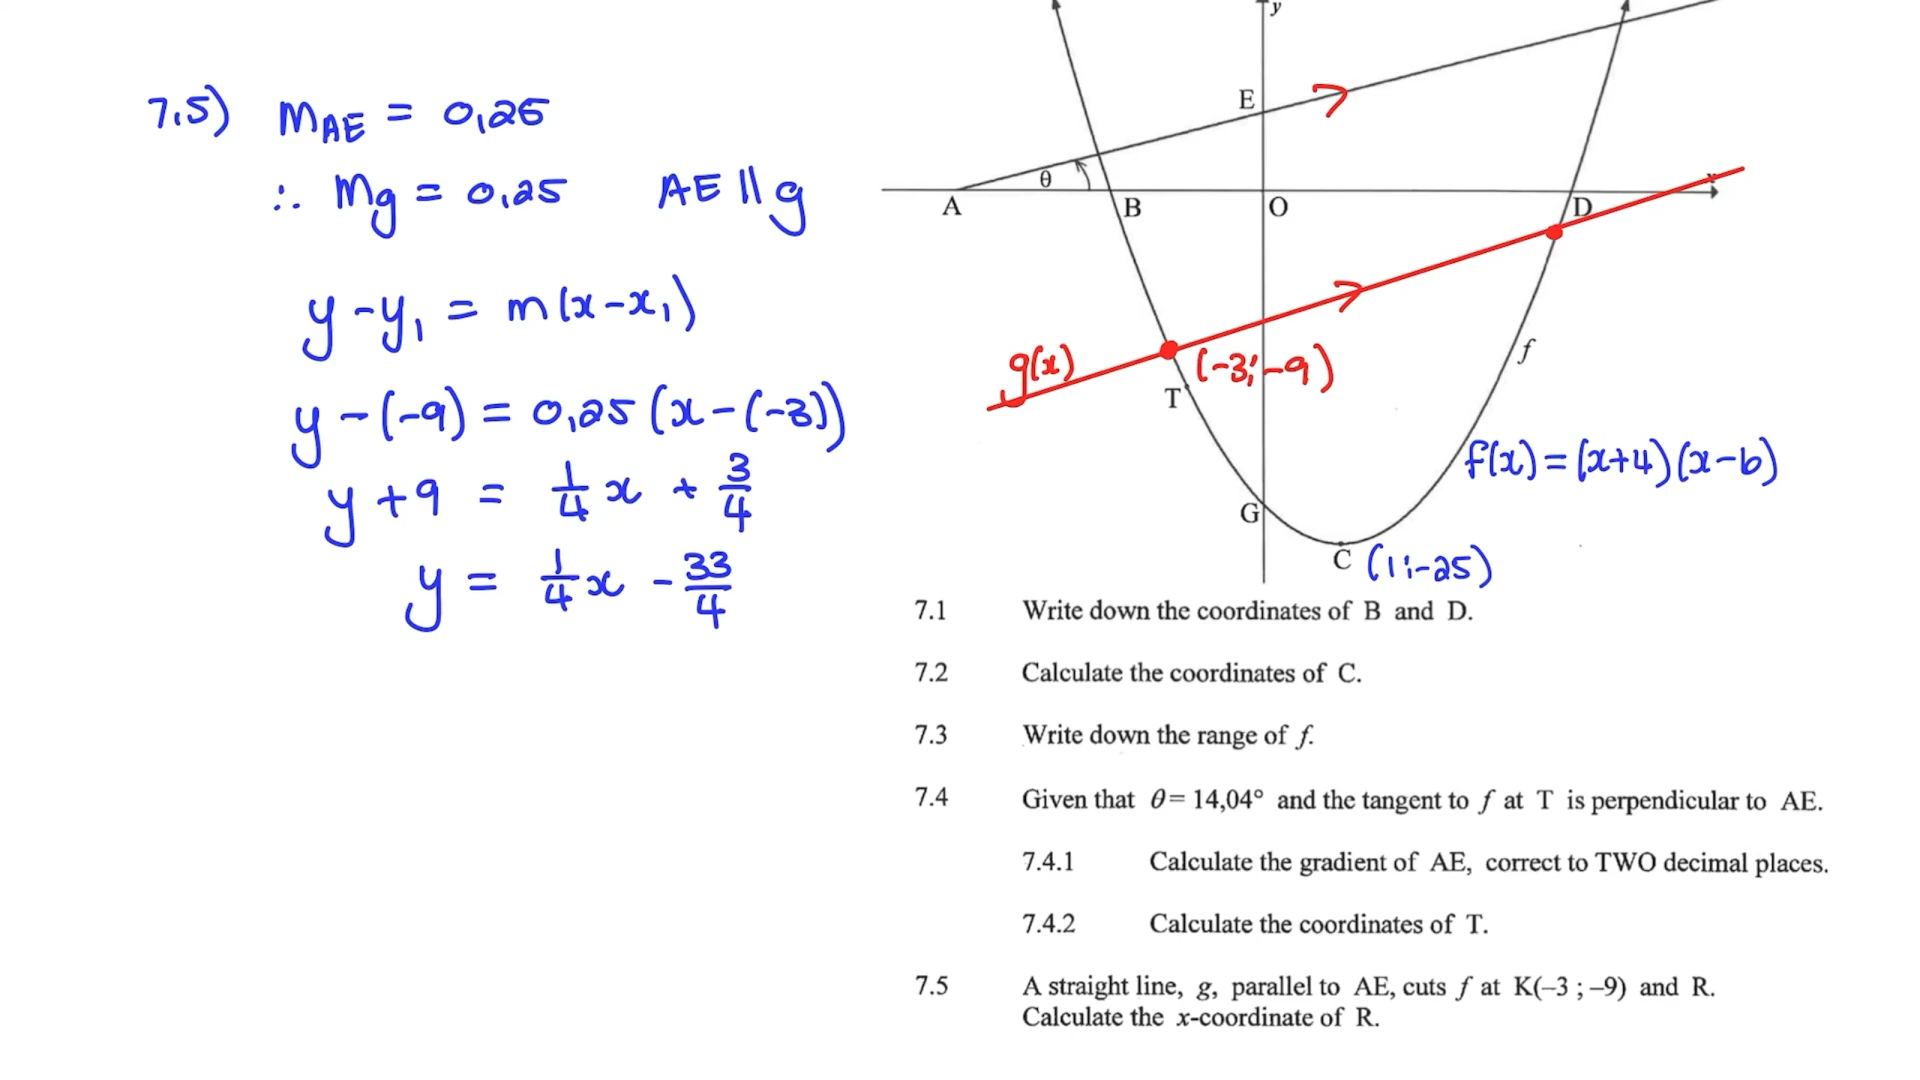 7.5) mAE = 0,25
∴ mg = 0,25 AE || g
y - y₁ = m(x - x₁)
y - (-9) = 0,25 (x - (-3))
y + 9 = 1/4 x + 3/4
y = 1/4 x - 33/4
y
E
θ
x
A
B
O
D
g(x)
(-3;-9)
T
f
f(x) = (x+4)(x-6)
G
C (1;-25)
7.1 Write down the coordinates of B and D.
7.2 Calculate the coordinates of C.
7.3 Write down the range of f.
7.4 Given that θ= 14,04° and the tangent to f at T is perpendicular to AE.
7.4.1 Calculate the gradient of AE, correct to TWO decimal places.
7.4.2 Calculate the coordinates of T.
7.5 A straight line, g, parallel to AE, cuts f at K(–3 ; –9) and R.
Calculate the x-coordinate of R.